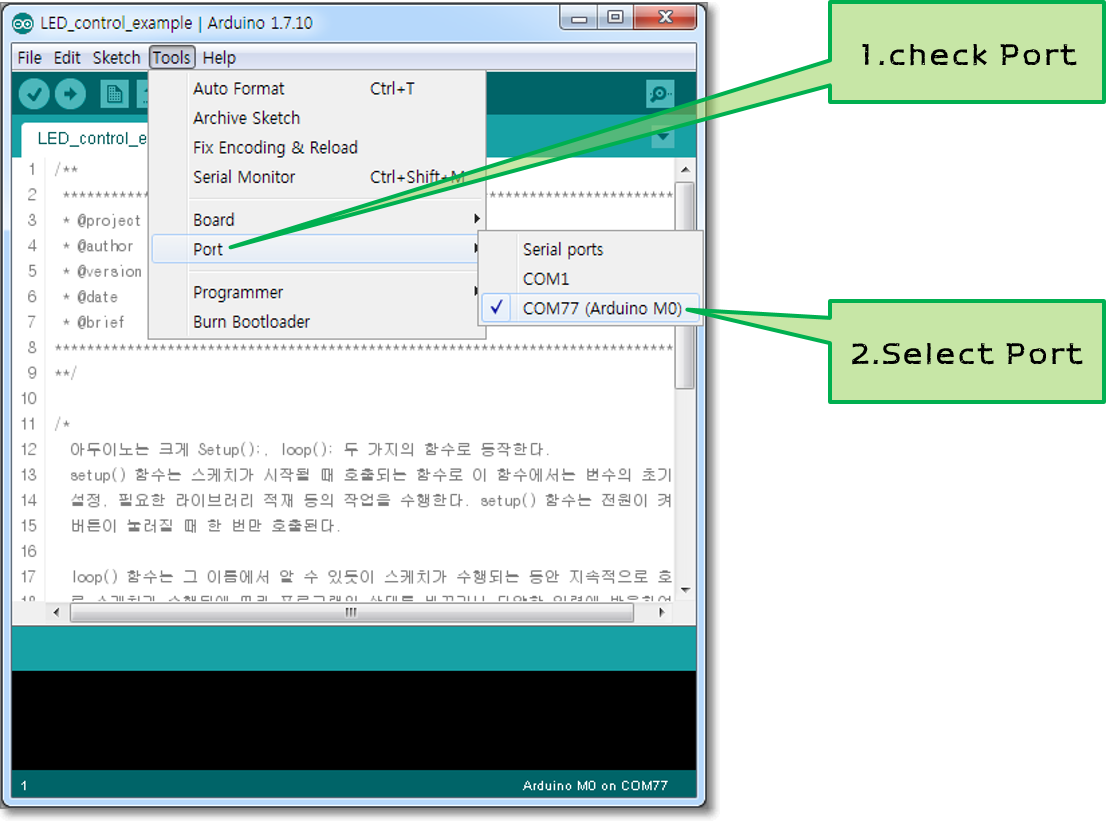 LED_control_example | Arduino 1.7.10
File Edit Sketch Tools Help
Auto Format Ctrl+T
Archive Sketch
Fix Encoding & Reload
Serial Monitor Ctrl+Shift+M
Board
Port
Programmer
Burn Bootloader
Serial ports
COM1
COM77 (Arduino M0)
1.check Port
2.Select Port
LED_control_e
1 /**
2 ******************************************************************************
3 * @project
4 * @author
5 * @version
6 * @date
7 * @brief
8 ******************************************************************************
9 **/
10
11 /*
12 아두이노는 크게 Setup():, loop(): 두 가지의 함수로 동작한다.
13 setup() 함수는 스케치가 시작될 때 호출되는 함수로 이 함수에서는 변수의 초기
14 설정, 필요한 라이브러리 적재 등의 작업을 수행한다. setup() 함수는 전원이 켜
15 버튼이 눌러질 때 한 번만 호출된다.
16
17 loop() 함수는 그 이름에서 알 수 있듯이 스케치가 수행되는 동안 지속적으로 호
18
1
Arduino M0 on COM77